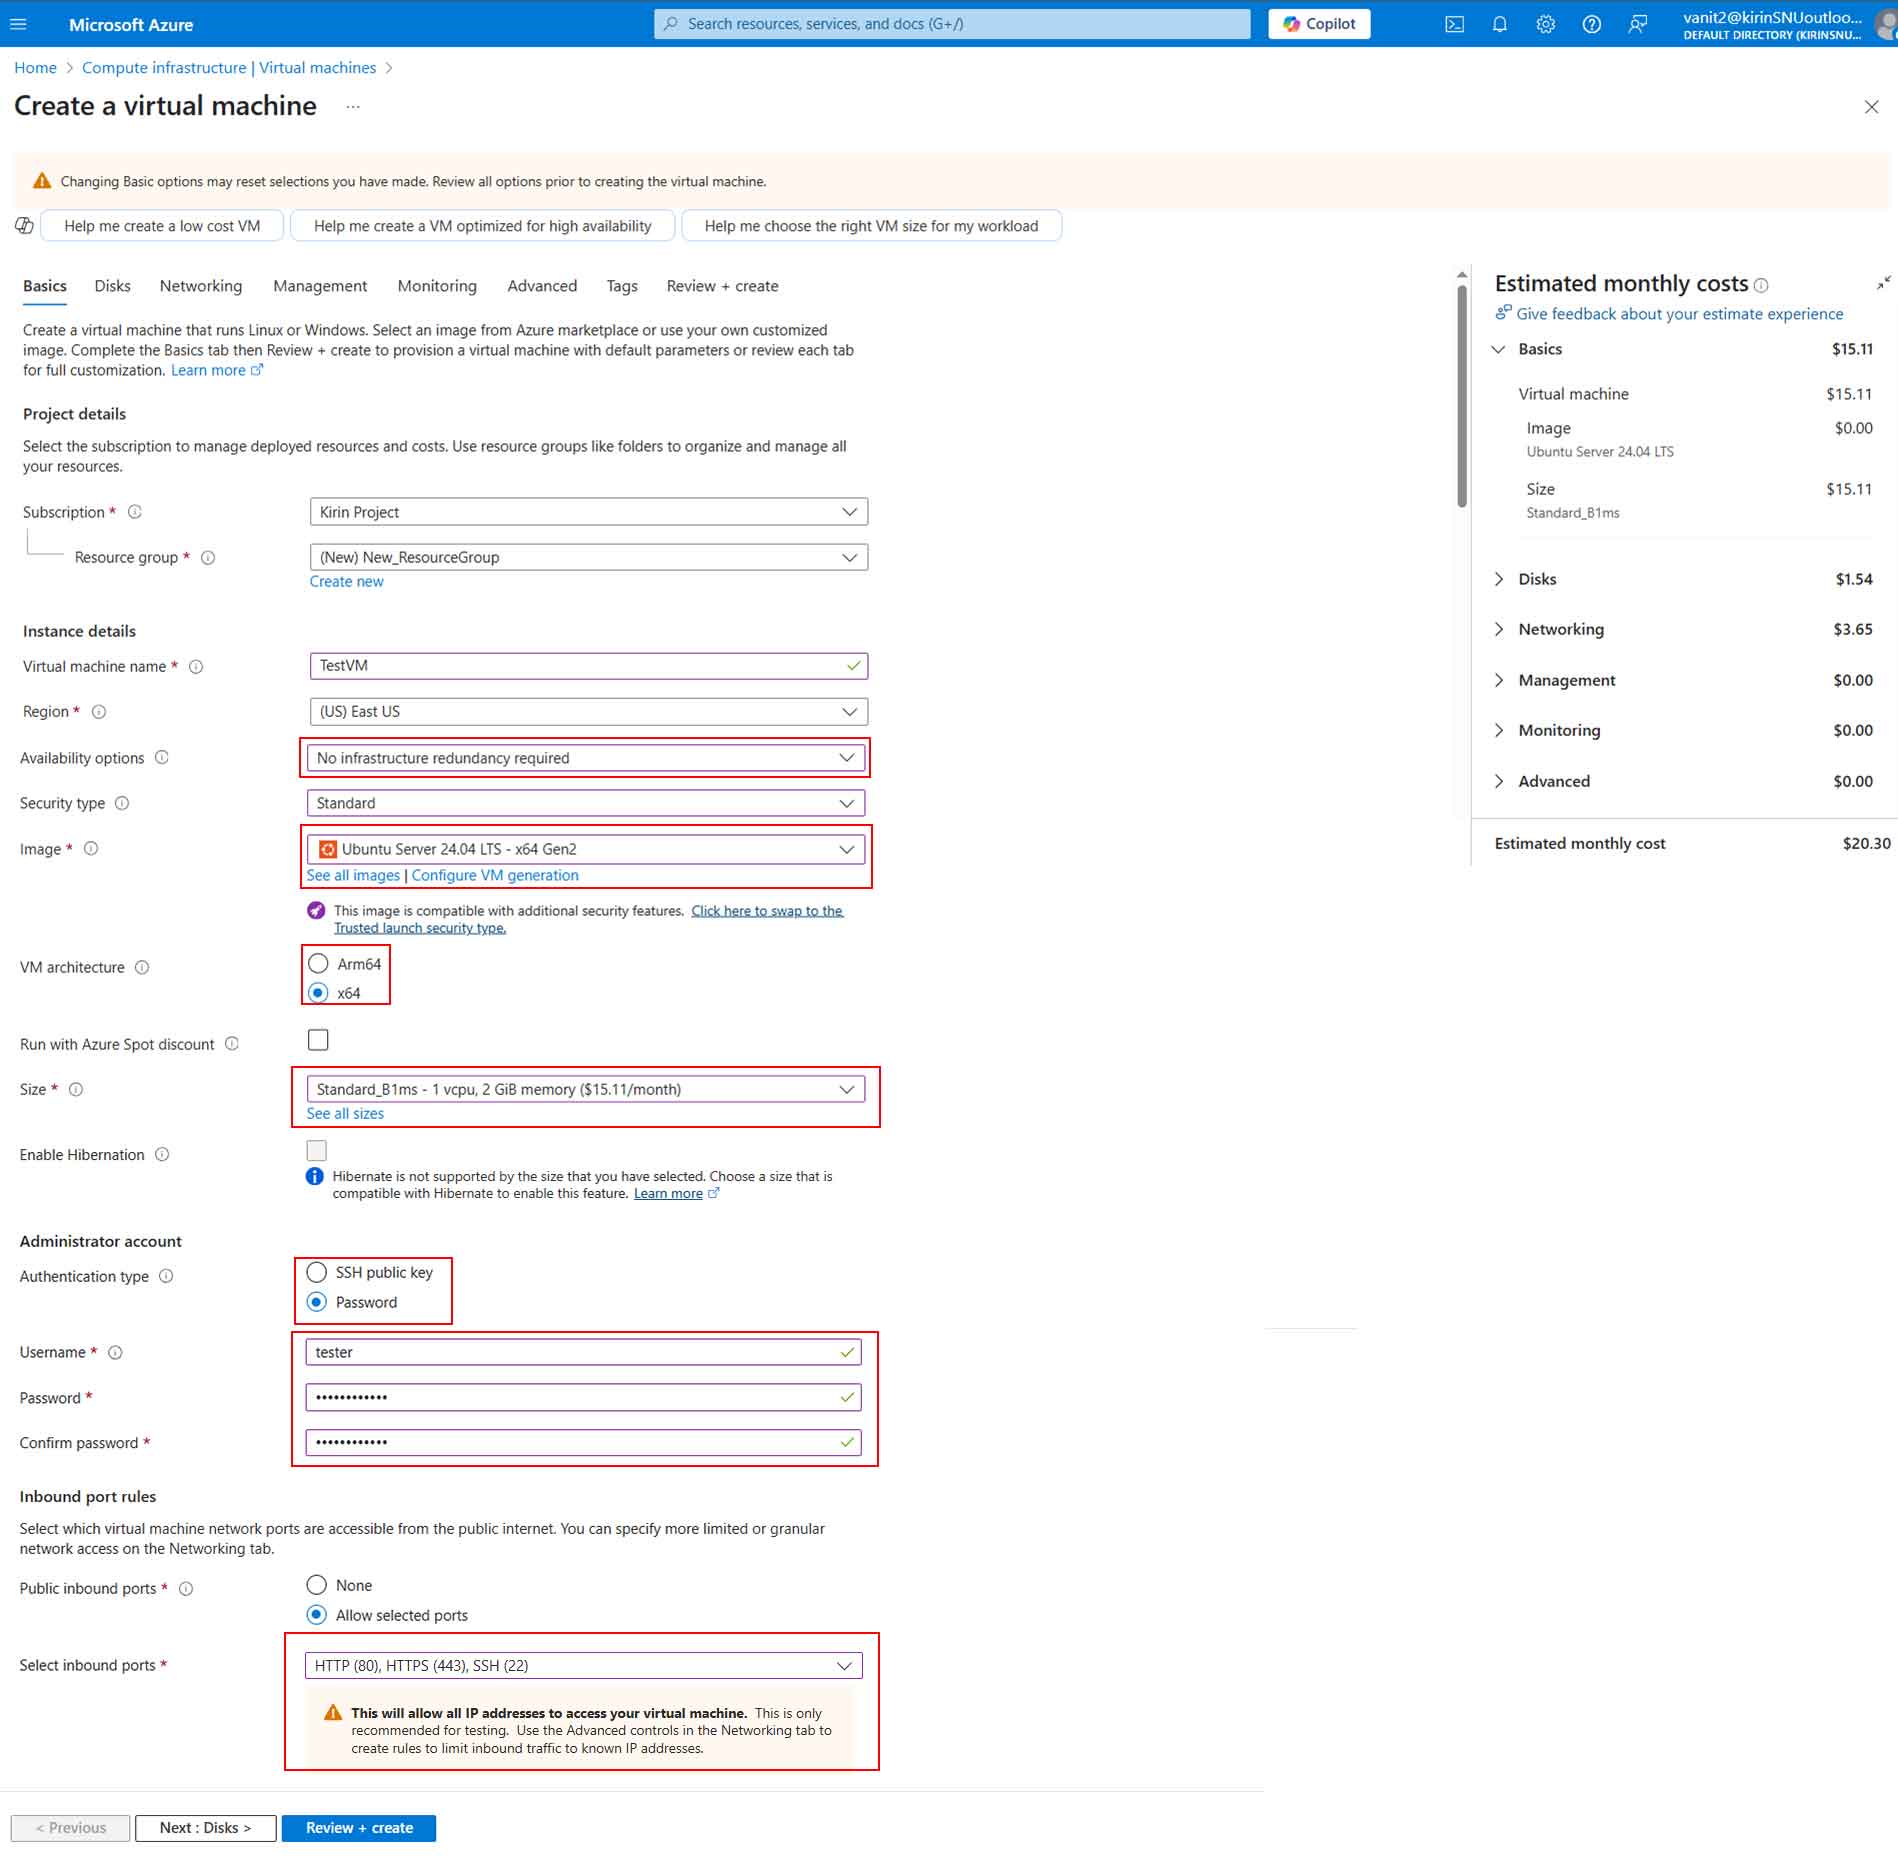 Microsoft Azure
Search resources, services, and docs (G+/)
Copilot
vanit2@kirinSNUoutloo...
DEFAULT DIRECTORY (KIRINSNU...
Home > Compute infrastructure | Virtual machines >
Create a virtual machine ...
Changing Basic options may reset selections you have made. Review all options prior to creating the virtual machine.
Help me create a low cost VM
Help me create a VM optimized for high availability
Help me choose the right VM size for my workload
Basics Disks Networking Management Monitoring Advanced Tags Review + create
Create a virtual machine that runs Linux or Windows. Select an image from Azure marketplace or use your own customized
image. Complete the Basics tab then Review + create to provision a virtual machine with default parameters or review each tab
for full customization. Learn more
Project details
Select the subscription to manage deployed resources and costs. Use resource groups like folders to organize and manage all
your resources.
Subscription *
Kirin Project
Resource group *
(New) New_ResourceGroup
Create new
Instance details
Virtual machine name *
TestVM
Region *
(US) East US
Availability options
No infrastructure redundancy required
Security type
Standard
Image *
Ubuntu Server 24.04 LTS - x64 Gen2
See all images | Configure VM generation
This image is compatible with additional security features. Click here to swap to the
Trusted launch security type.
VM architecture
Arm64
x64
Run with Azure Spot discount
Size *
Standard_B1ms - 1 vcpu, 2 GiB memory ($15.11/month)
See all sizes
Enable Hibernation
Hibernate is not supported by the size that you have selected. Choose a size that is
compatible with Hibernate to enable this feature. Learn more
Administrator account
Authentication type
SSH public key
Password
Username *
tester
Password *
••••••••••••
Confirm password *
••••••••••••
Inbound port rules
Select which virtual machine network ports are accessible from the public internet. You can specify more limited or granular
network access on the Networking tab.
Public inbound ports *
None
Allow selected ports
Select inbound ports *
HTTP (80), HTTPS (443), SSH (22)
This will allow all IP addresses to access your virtual machine. This is only
recommended for testing. Use the Advanced controls in the Networking tab to
create rules to limit inbound traffic to known IP addresses.
< Previous
Next : Disks >
Review + create
Estimated monthly costs
Give feedback about your estimate experience
Basics $15.11
Virtual machine $15.11
Image $0.00
Ubuntu Server 24.04 LTS
Size $15.11
Standard_B1ms
Disks $1.54
Networking $3.65
Management $0.00
Monitoring $0.00
Advanced $0.00
Estimated monthly cost $20.30